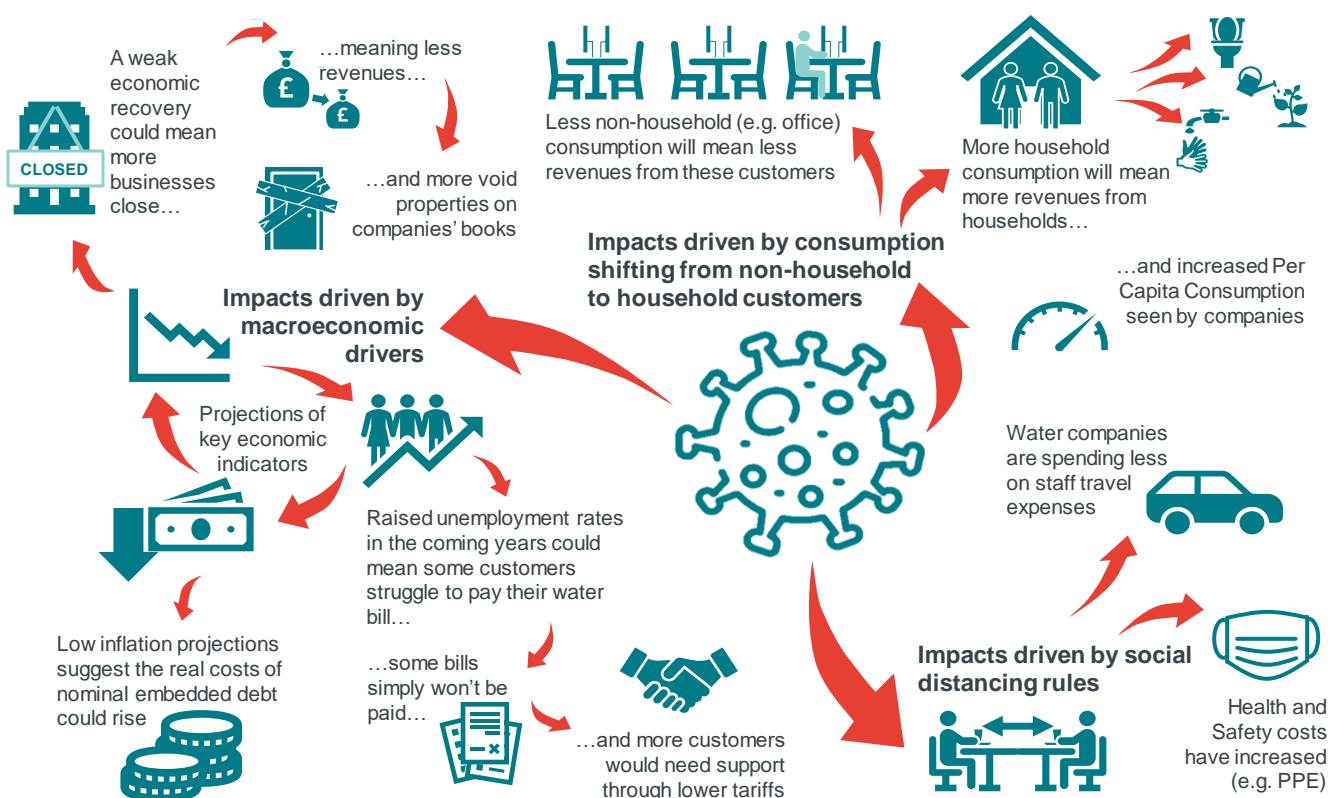 A weak
economic
recovery
could mean
more
businesses
close…
CLOSED
…meaning less
revenues…
£
£
…and more void
properties on
companies’ books
Less non-household (e.g. office)
consumption will mean less
revenues from these customers
More household
consumption will mean
more revenues from
households…
Impacts driven by consumption
shifting from non-household
to household customers
…and increased Per
Capita Consumption
seen by companies
Impacts driven by
macroeconomic
drivers
Projections of
key economic
indicators
Raised unemployment rates
in the coming years could
mean some customers
struggle to pay their water
bill…
Low inflation projections
suggest the real costs of
nominal embedded debt
could rise
…some bills
simply won’t be
paid…
…and more customers
would need support
through lower tariffs
Water companies
are spending less
on staff travel
expenses
Impacts driven by social
distancing rules
Health and
Safety costs
have increased
(e.g. PPE)